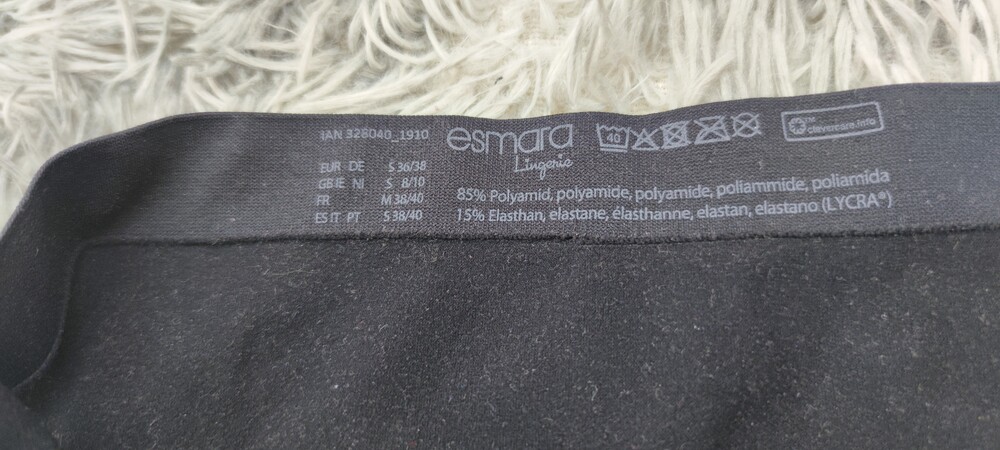 IAN 328040_1910
EUR DE S 36/38
GB IE NI S 8/10
FR M 38/40
ES IT PT S 38/40
esmara
Lingerie
40
clevercare.info
85% Polyamid, polyamide, polyamide, poliammide, poliamida
15% Elasthan, elastane, élasthanne, elastan, elastano (LYCRA®)